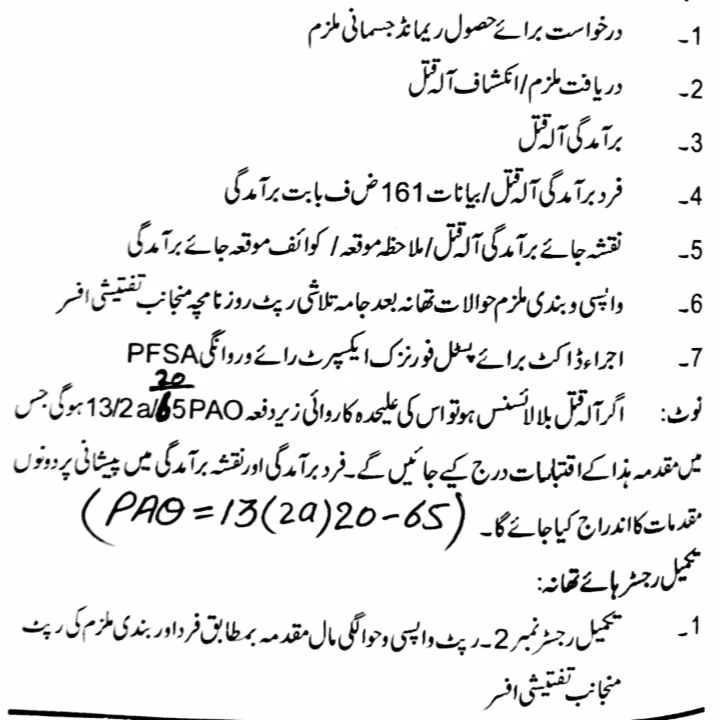 1۔ درخواست برائے حصول ریمانڈ جسمانی ملزم
2۔ دریافت ملزم/انکشاف آلہ قتل
3۔ برآمدگی آلہ قتل
4۔ فرد برآمدگی آلہ قتل/بیانات 161 ض ف بابت برآمدگی
5۔ نقشہ جائے برآمدگی آلہ قتل/ملاحظہ موقعہ/ کوائف موقعہ جائے برآمدگی
6۔ واپسی و بندی ملزم حوالات تھانہ بعد جامہ تلاشی رپٹ روزنامچہ منجانب تفتیشی افسر
7۔ اجراء ڈاکٹ برائے پسٹل فورنزک ایکسپرٹ رائے و روانگی PFSA
20
نوٹ: اگر آلہ قتل بلا لائسنس ہو تو اس کی علیحدہ کاروائی زیر دفعہ 13/2a/65 PAO ہوگی جس
میں مقدمہ ہذا کے اقتباسات درج کیے جائیں گے۔ فرد برآمدگی اور نقشہ برآمدگی میں پیشانی پر دونوں
مقدمات کا اندراج کیا جائے گا۔ (PAO = 13(2a)20-65)
تکمیل رجسٹر ہائے تھانہ:
1۔ تکمیل رجسٹر نمبر 2۔ رپٹ واپسی و حوالگی مال مقدمہ بمطابق فرد اور بندی ملزم کی رپٹ
منجانب تفتیشی افسر